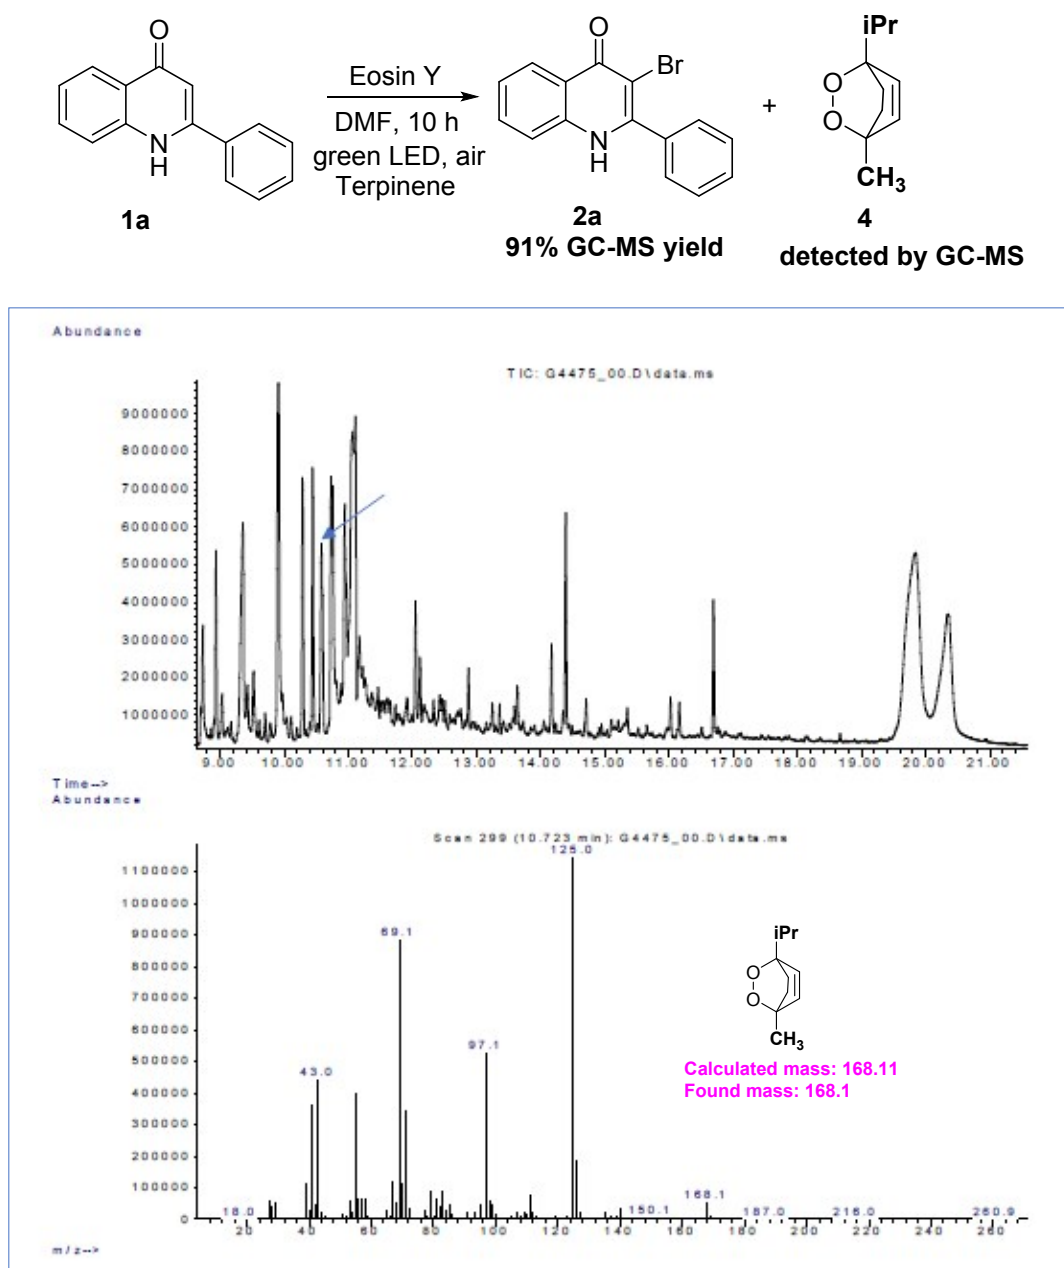 O
N
H
1a
Eosin Y
DMF, 10 h
green LED, air
Terpinene
O
Br
N
H
2a
91% GC-MS yield
+
iPr
O
O
CH3
4
detected by GC-MS
Abundance
TIC: G4475_00.D\data.ms
9000000
8000000
7000000
6000000
5000000
4000000
3000000
2000000
1000000
9.00 10.00 11.00 12.00 13.00 14.00 15.00 16.00 17.00 18.00 19.00 20.00 21.00
Time-->
Abundance
Scan 299 (10.723 min): G4475_00.D\data.ms
125.0
1100000
1000000
900000
800000
700000
600000
500000
400000
300000
200000
100000
0
69.1
97.1
43.0
18.0
150.1
168.1
187.0
216.0
260.9
20 40 60 80 100 120 140 160 180 200 220 240 260
m/z-->
iPr
O
O
CH3
Calculated mass: 168.11
Found mass: 168.1